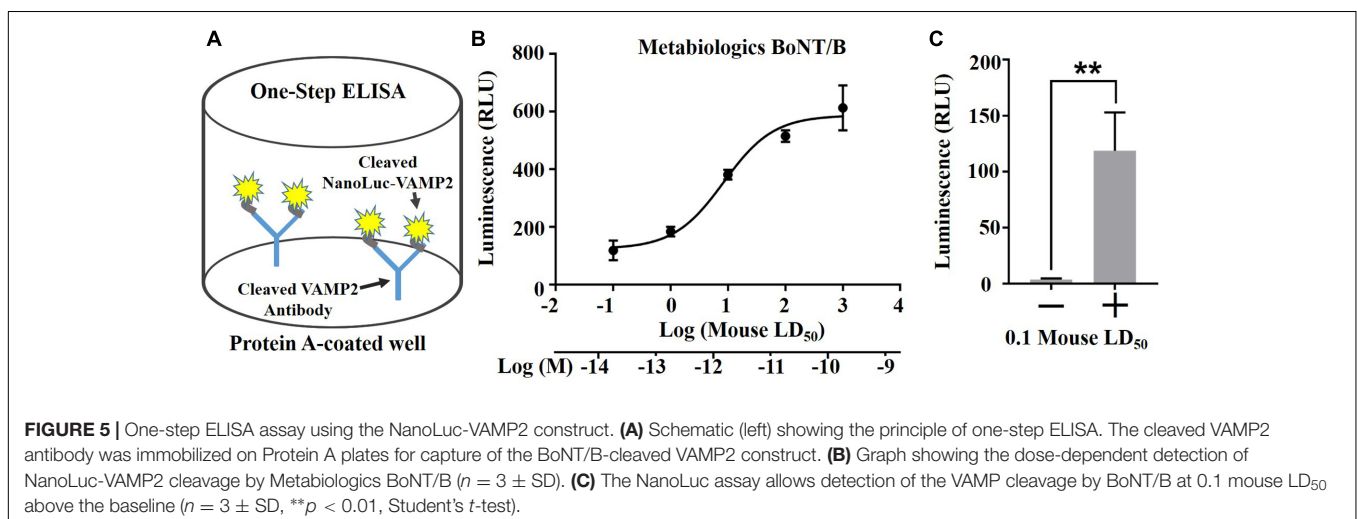 A
One-Step ELISA
Cleaved
NanoLuc-VAMP2
Cleaved VAMP2
Antibody
Protein A-coated well
B
Metabiologics BoNT/B
Luminescence (RLU)
800
600
400
200
0
-2 -1 0 1 2 3 4
Log (Mouse LD50)
Log (M) -14 -13 -12 -11 -10 -9
C
Luminescence (RLU)
200
150
100
50
0
**
— +
0.1 Mouse LD50
FIGURE 5 | One-step ELISA assay using the NanoLuc-VAMP2 construct. (A) Schematic (left) showing the principle of one-step ELISA. The cleaved VAMP2
antibody was immobilized on Protein A plates for capture of the BoNT/B-cleaved VAMP2 construct. (B) Graph showing the dose-dependent detection of
NanoLuc-VAMP2 cleavage by Metabiologics BoNT/B (n = 3 ± SD). (C) The NanoLuc assay allows detection of the VAMP cleavage by BoNT/B at 0.1 mouse LD50
above the baseline (n = 3 ± SD, **p < 0.01, Student's t-test).